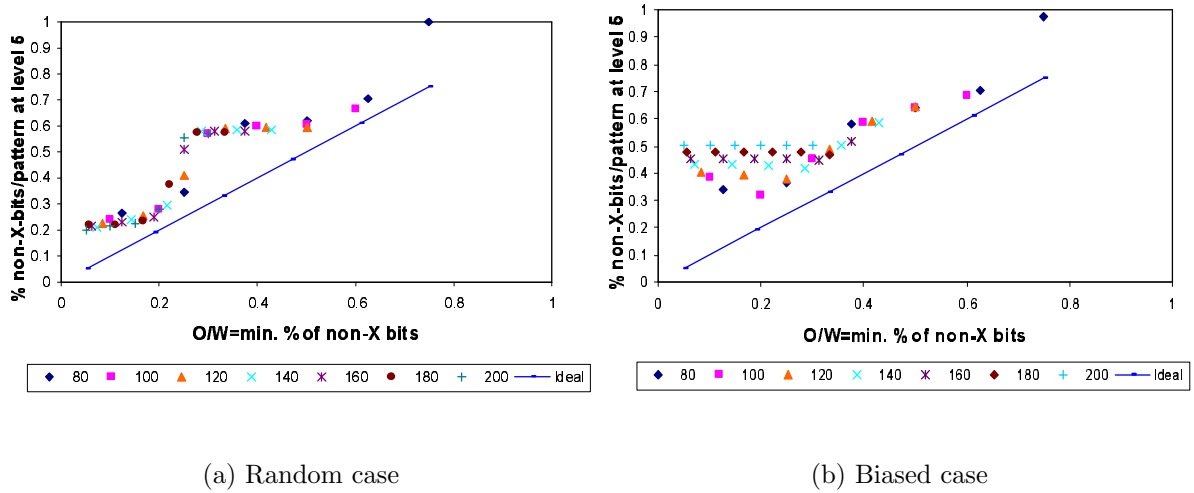 % non-X-bits/pattern at level 5
1
0.9
0.8
0.7
0.6
0.5
0.4
0.3
0.2
0.1
0
0 0.2 0.4 0.6 0.8 1
O/W=min. % of non-X bits
80 100 120 140 160 180 200 Ideal
(a) Random case
% non-X-bits/pattern at level 5
1
0.9
0.8
0.7
0.6
0.5
0.4
0.3
0.2
0.1
0
0 0.2 0.4 0.6 0.8 1
O/W=min. % of non-X bits
80 100 120 140 160 180 200 Ideal
(b) Biased case